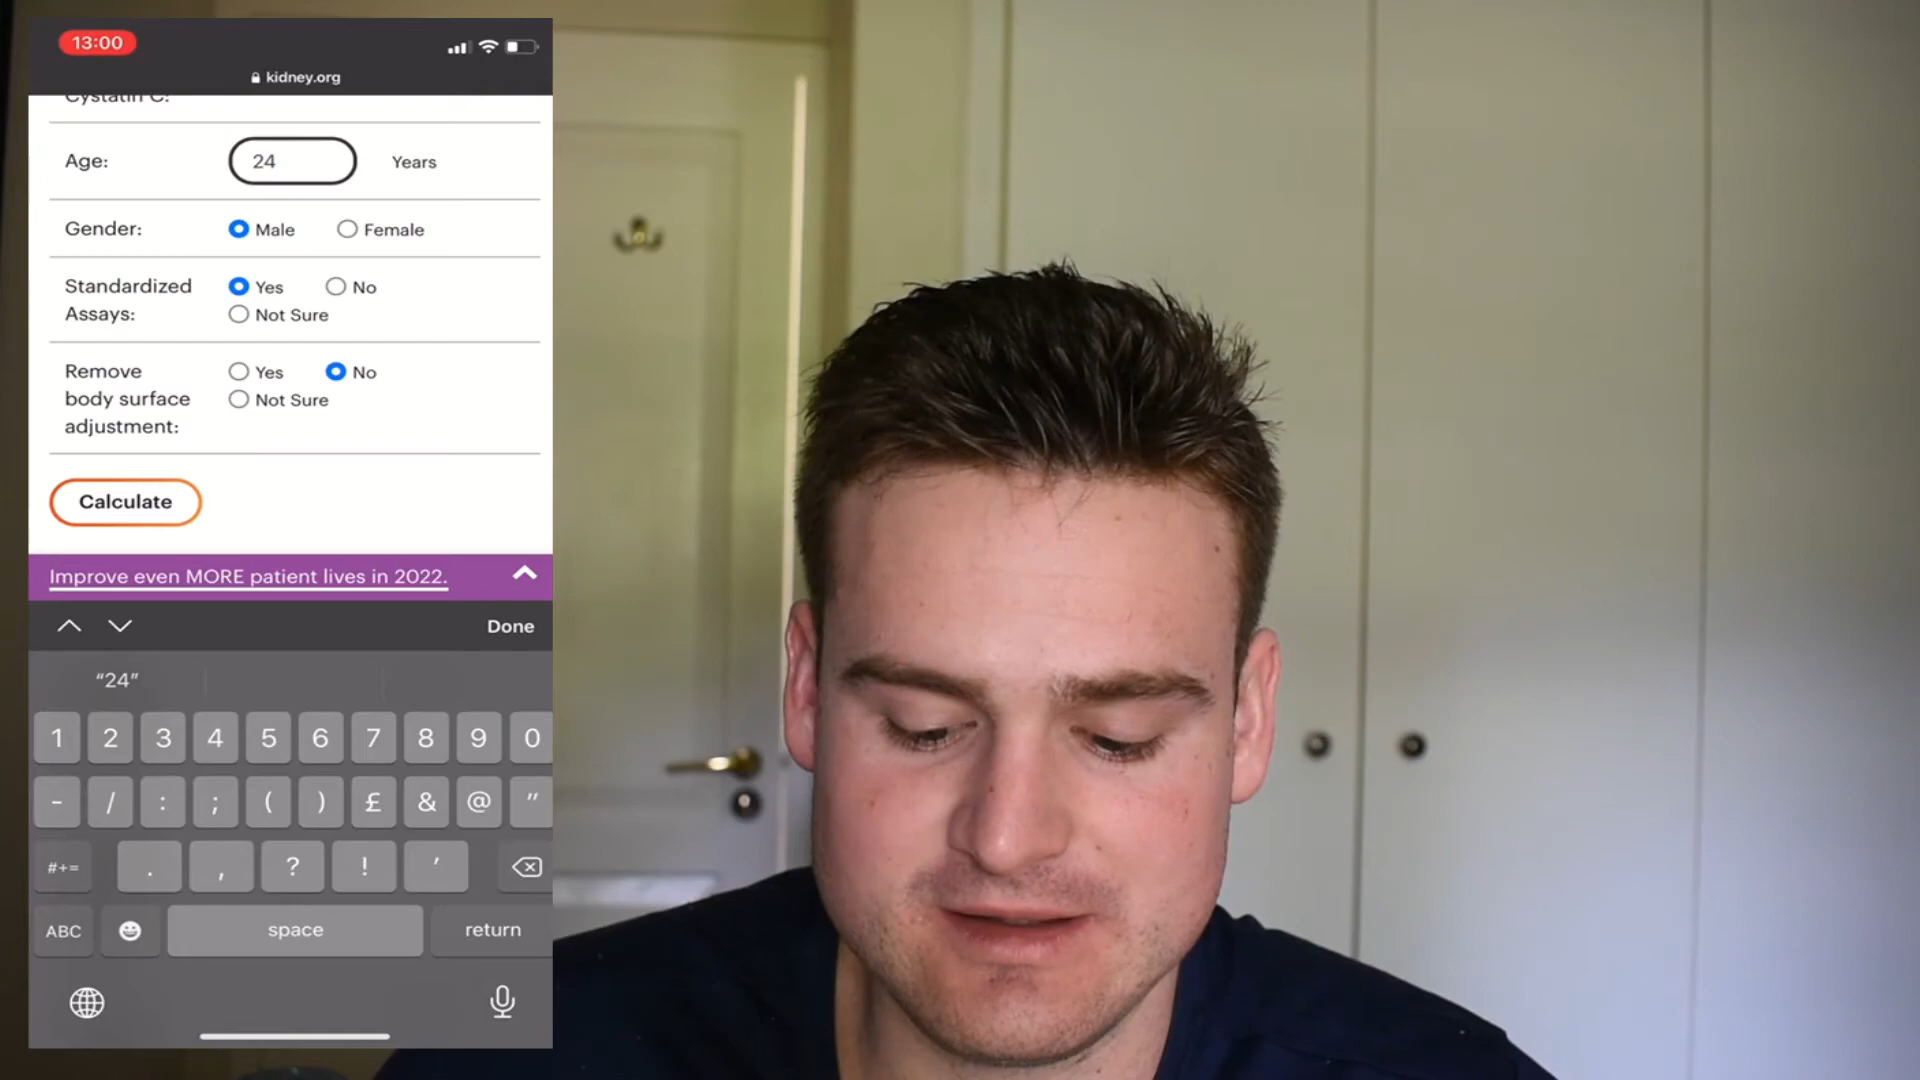 13:00
kidney.org
Cystatin C:
Age: 24 Years
Gender: Male Female
Standardized Assays: Yes No
Not Sure
Remove body surface adjustment: Yes No
Not Sure
Calculate
Improve even MORE patient lives in 2022.
Done
“24”
1 2 3 4 5 6 7 8 9 0
- / : ; ( ) £ & @ "
#+= . , ? ! '
ABC space return